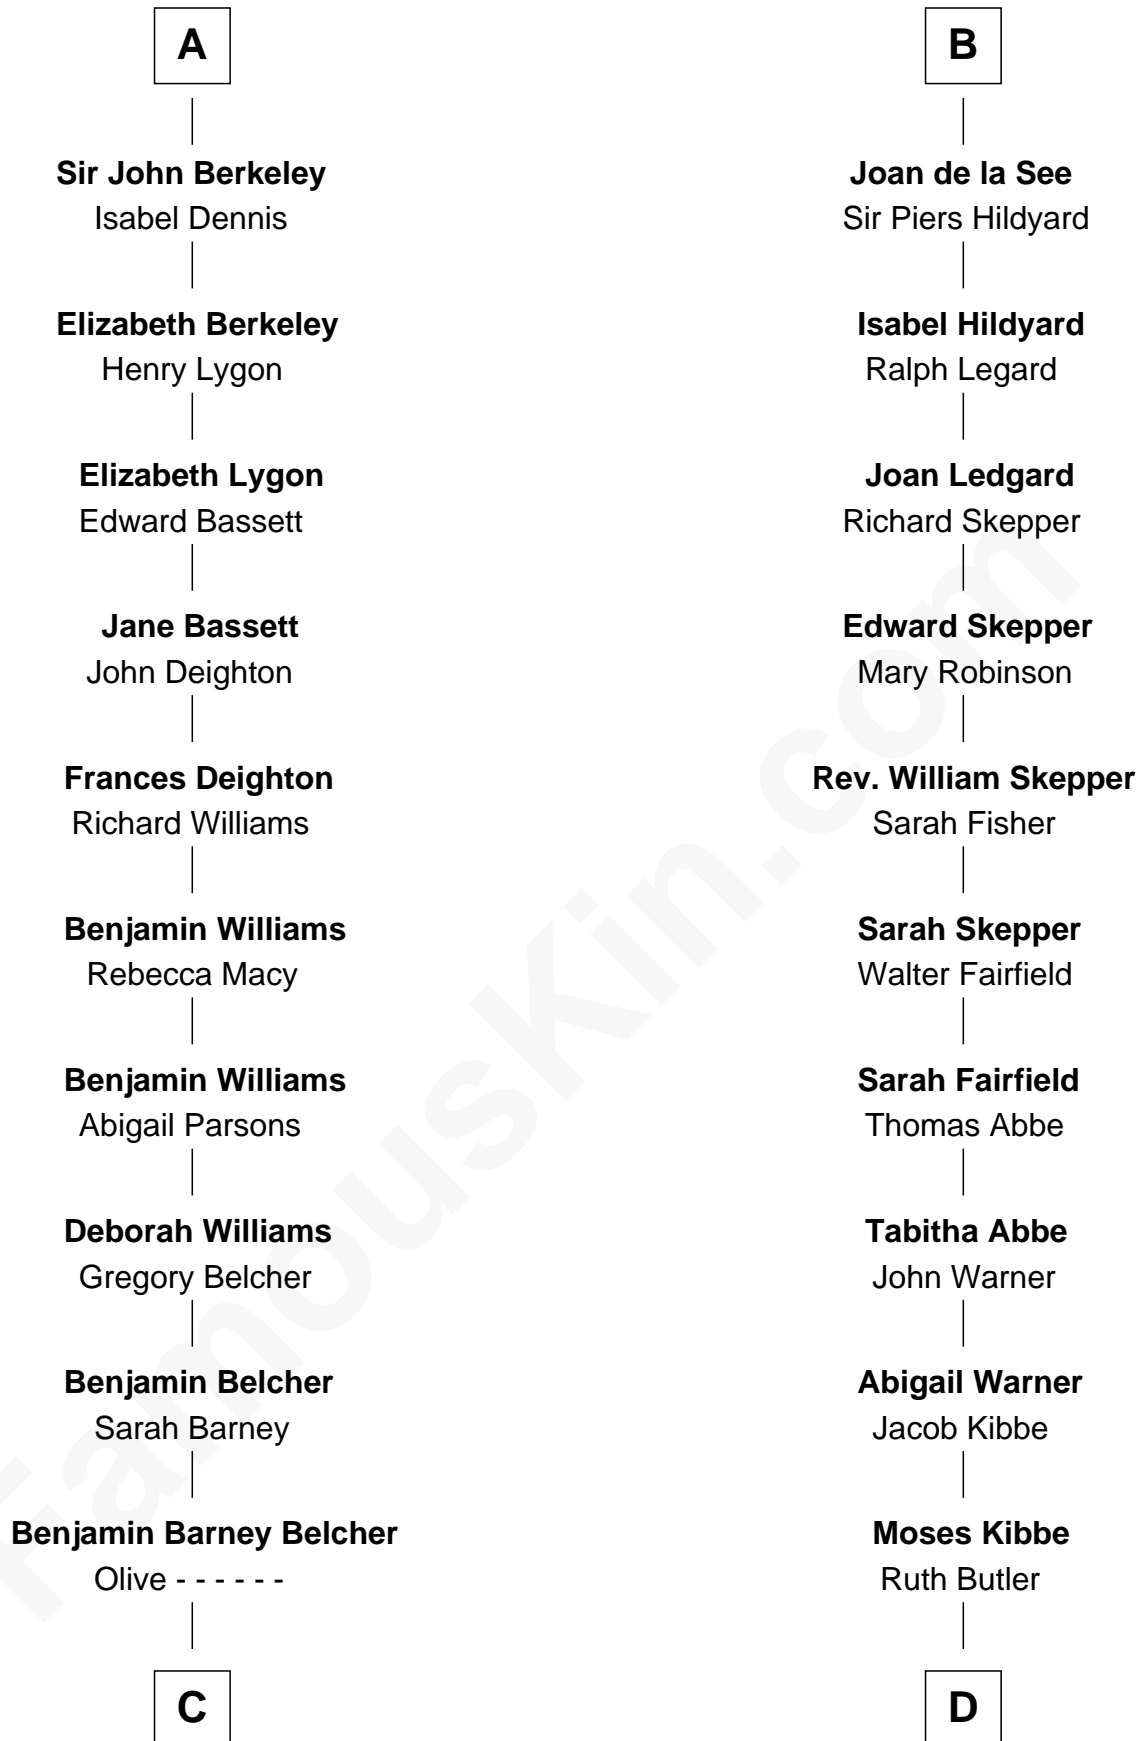 A
Sir John Berkeley
Isabel Dennis
Elizabeth Berkeley
Henry Lygon
Elizabeth Lygon
Edward Bassett
Jane Bassett
John Deighton
Frances Deighton
Richard Williams
Benjamin Williams
Rebecca Macy
Benjamin Williams
Abigail Parsons
Deborah Williams
Gregory Belcher
Benjamin Belcher
Sarah Barney
Benjamin Barney Belcher
Olive - - - - - -
C
B
Joan de la See
Sir Piers Hildyard
Isabel Hildyard
Ralph Legard
Joan Ledgard
Richard Skepper
Edward Skepper
Mary Robinson
Rev. William Skepper
Sarah Fisher
Sarah Skepper
Walter Fairfield
Sarah Fairfield
Thomas Abbe
Tabitha Abbe
John Warner
Abigail Warner
Jacob Kibbe
Moses Kibbe
Ruth Butler
D
FamousKin.com